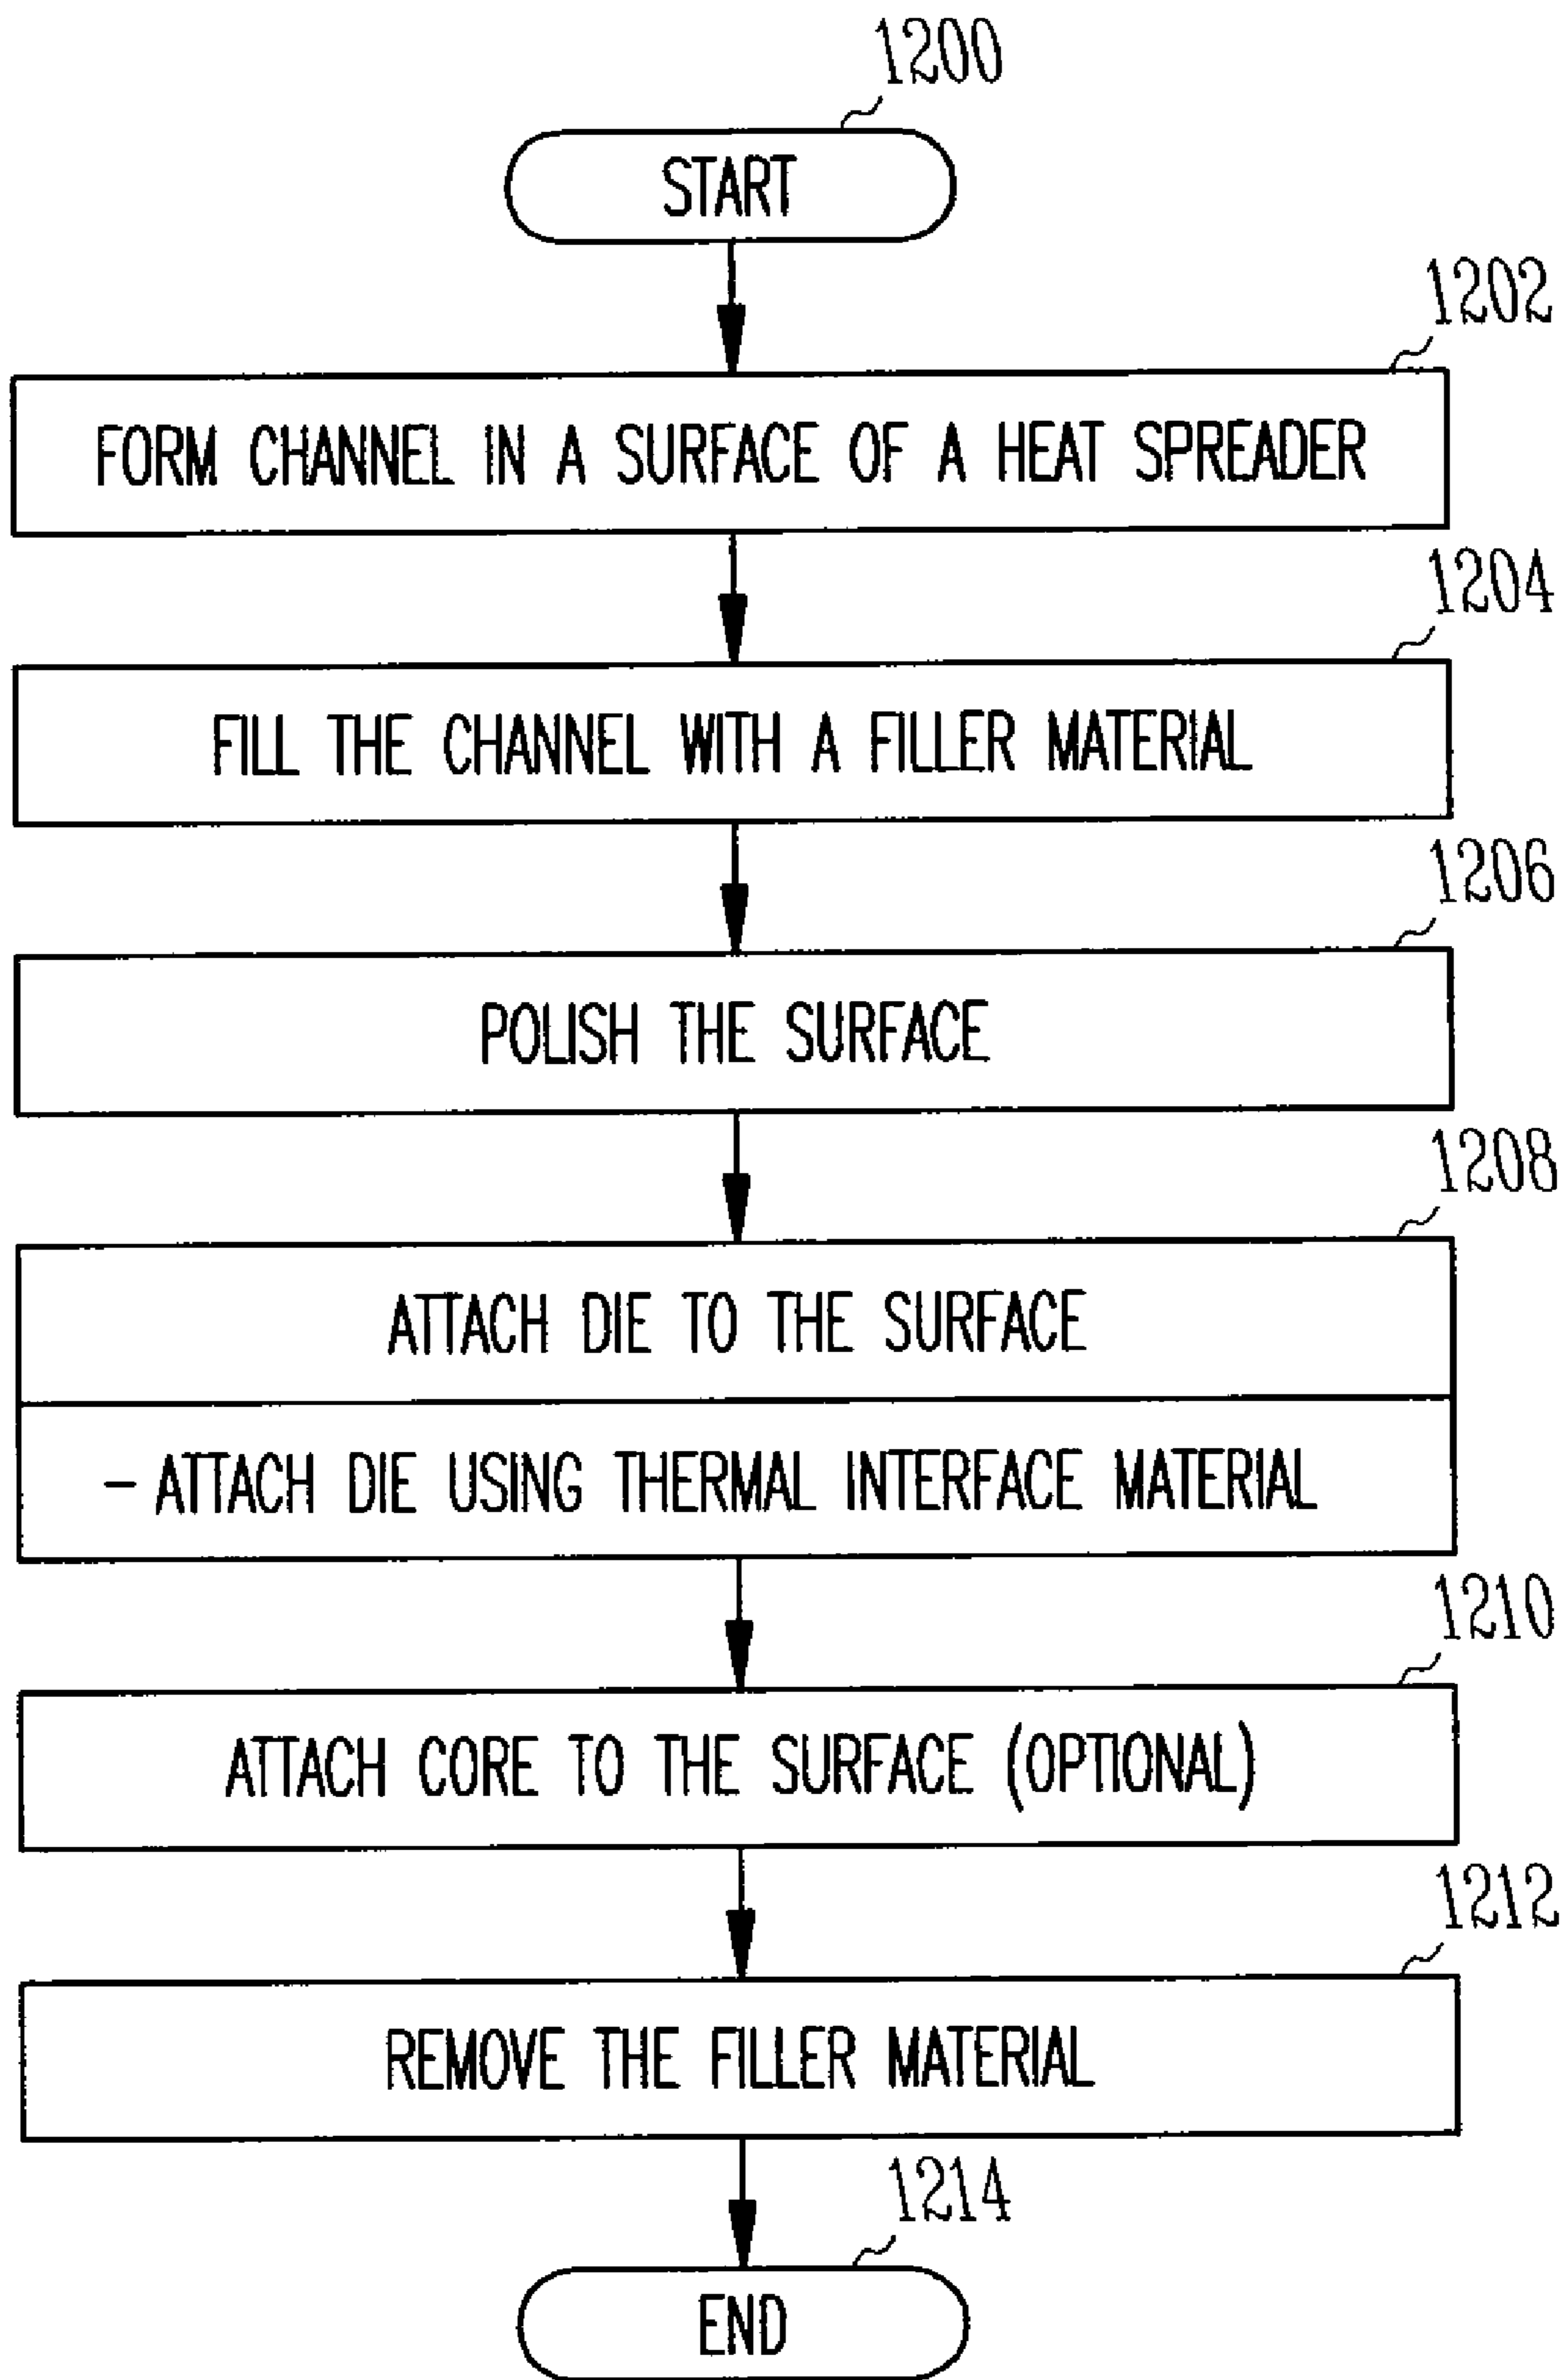 1200
START
1202
FORM CHANNEL IN A SURFACE OF A HEAT SPREADER
1204
FILL THE CHANNEL WITH A FILLER MATERIAL
1206
POLISH THE SURFACE
1208
ATTACH DIE TO THE SURFACE
- ATTACH DIE USING THERMAL INTERFACE MATERIAL
1210
ATTACH CORE TO THE SURFACE (OPTIONAL)
1212
REMOVE THE FILLER MATERIAL
1214
END